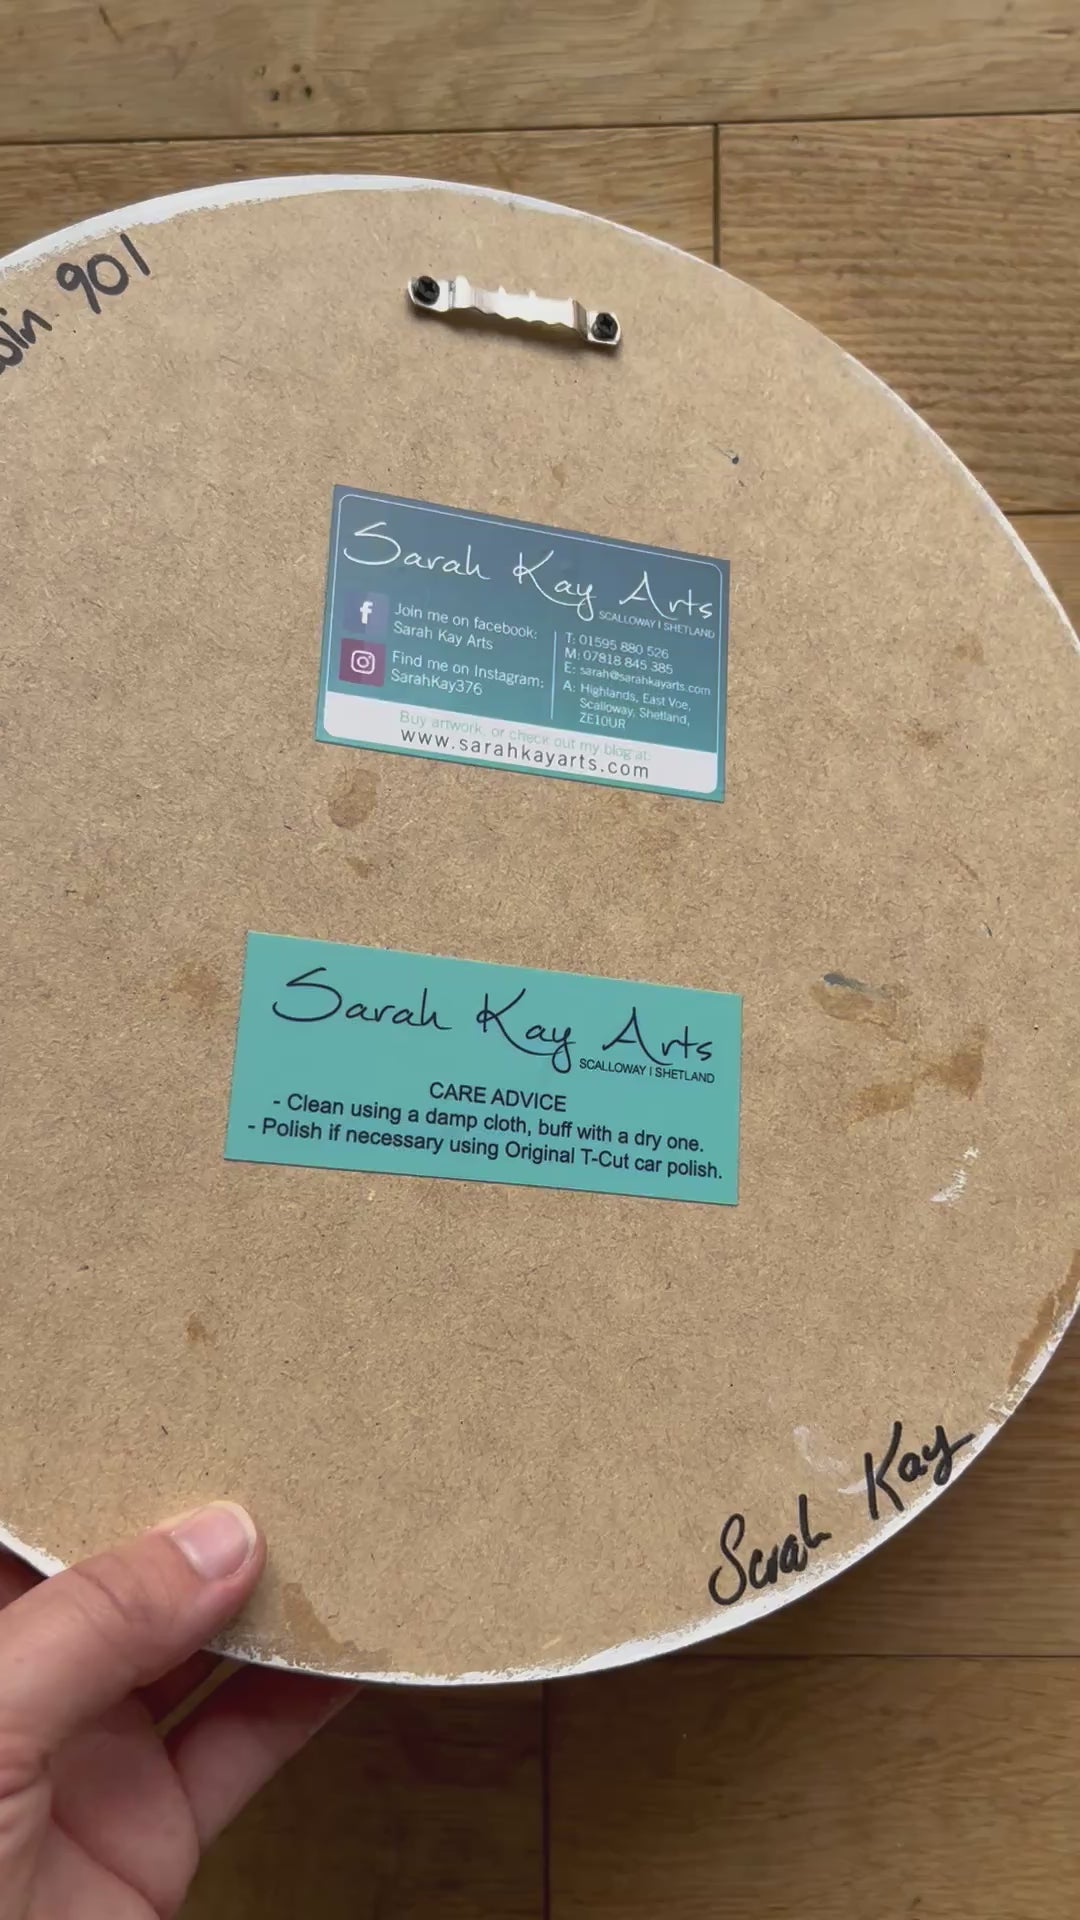 901
Sarah Kay Arts
SCALLOWAY | SHETLAND
Join me on facebook:
Sarah Kay Arts
Find me on Instagram:
SarahKay376
T: 01595 880 526
M: 07818 845 385
E: sarah@sarahkayarts.com
A: Highlands, East Voe,
Scalloway, Shetland,
ZE10UR
Buy artwork, or check out my blog at:
www.sarahkayarts.com
Sarah Kay Arts
SCALLOWAY | SHETLAND
CARE ADVICE
- Clean using a damp cloth, buff with a dry one.
- Polish if necessary using Original T-Cut car polish.
Sarah Kay